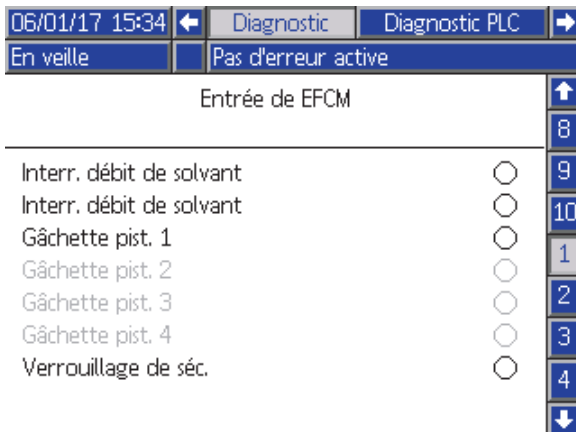 06/01/17 15:34 Diagnostic Diagnostic PLC
En veille Pas d'erreur active
Entrée de EFCM
8
Interr. débit de solvant 9
Interr. débit de solvant 10
Gâchette pist. 1
1
Gâchette pist. 2
Gâchette pist. 3 2
Gâchette pist. 4 3
Verrouillage de séc. 4